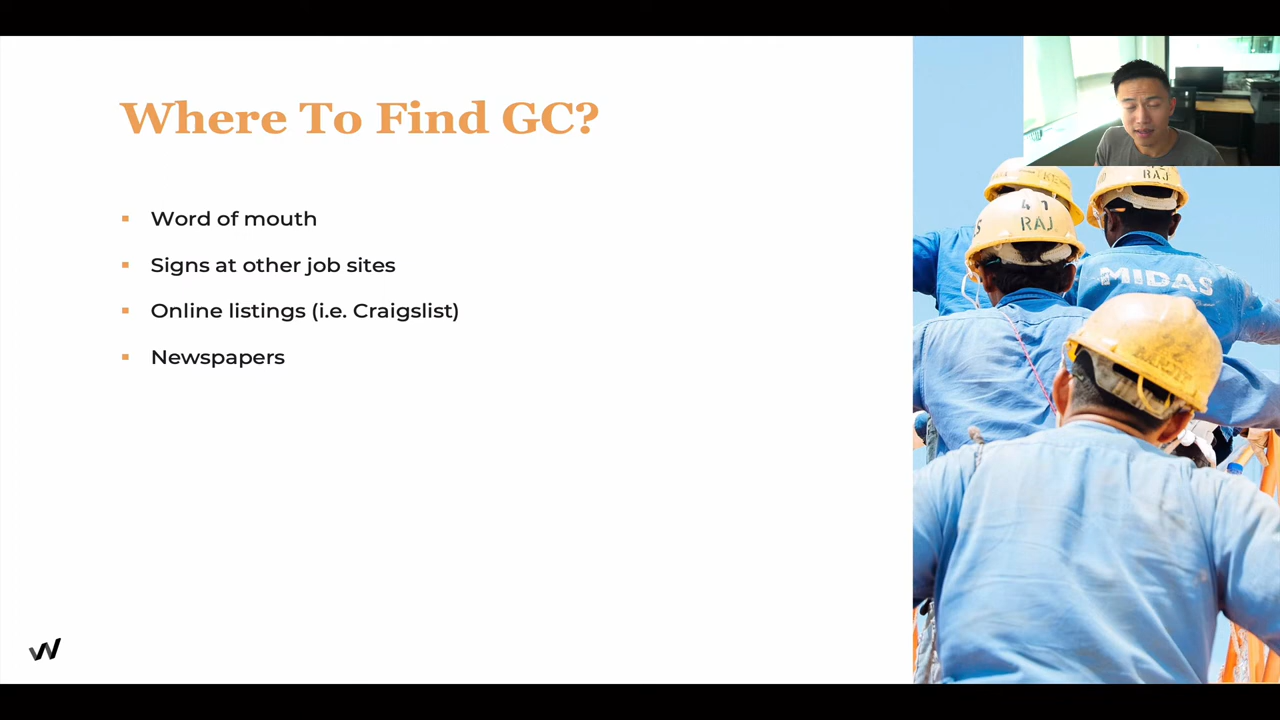 Where To Find GC?
Word of mouth
Signs at other job sites
Online listings (i.e. Craigslist)
Newspapers
RAJ
41
RAJ
MIDAS
W